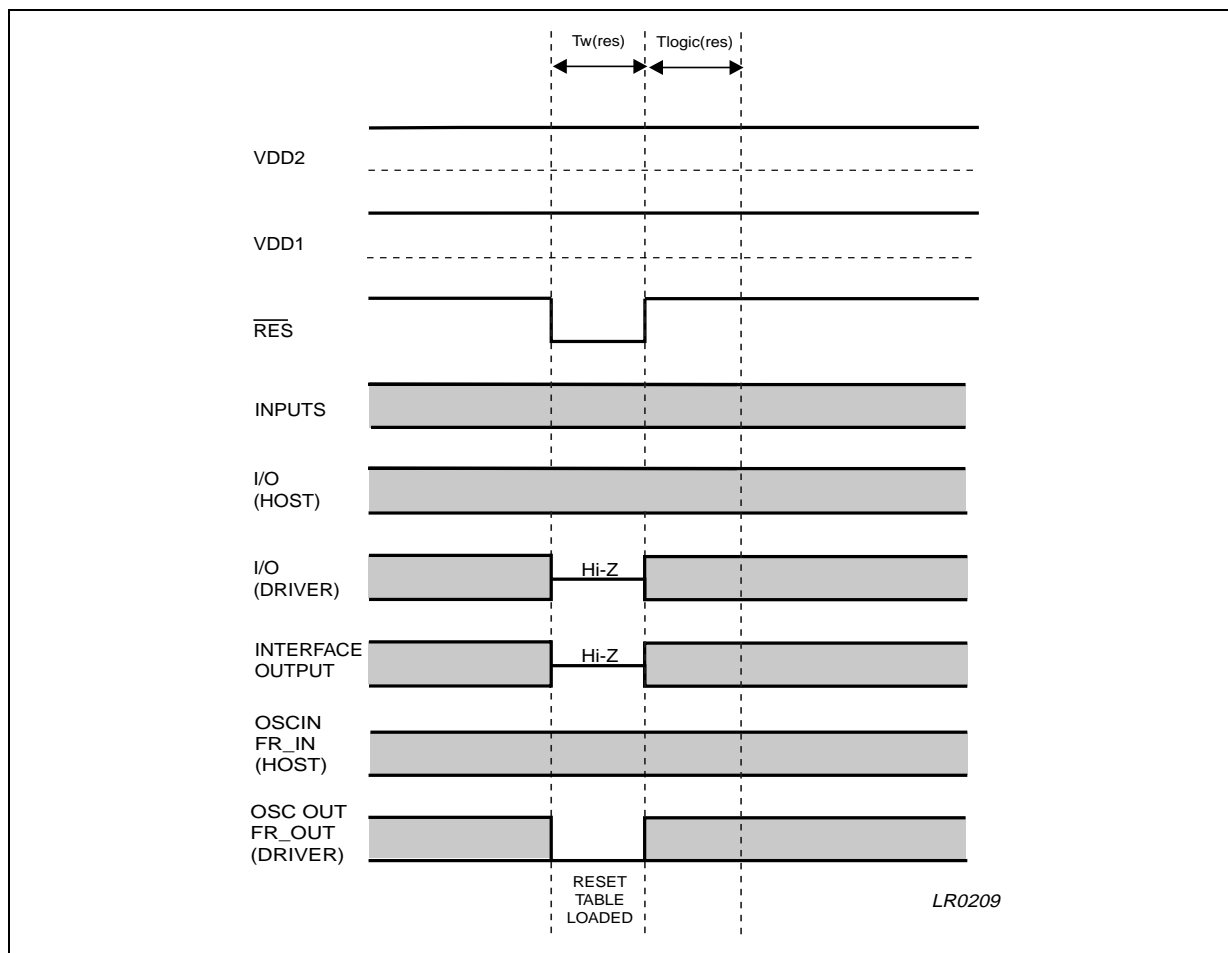 Tw(res) Tlogic(res)
VDD2
VDD1
RES
INPUTS
I/O
(HOST)
I/O
(DRIVER)
Hi-Z
INTERFACE
OUTPUT
Hi-Z
OSCIN
FR_IN
(HOST)
OSC OUT
FR_OUT
(DRIVER)
RESET
TABLE
LOADED
LR0209